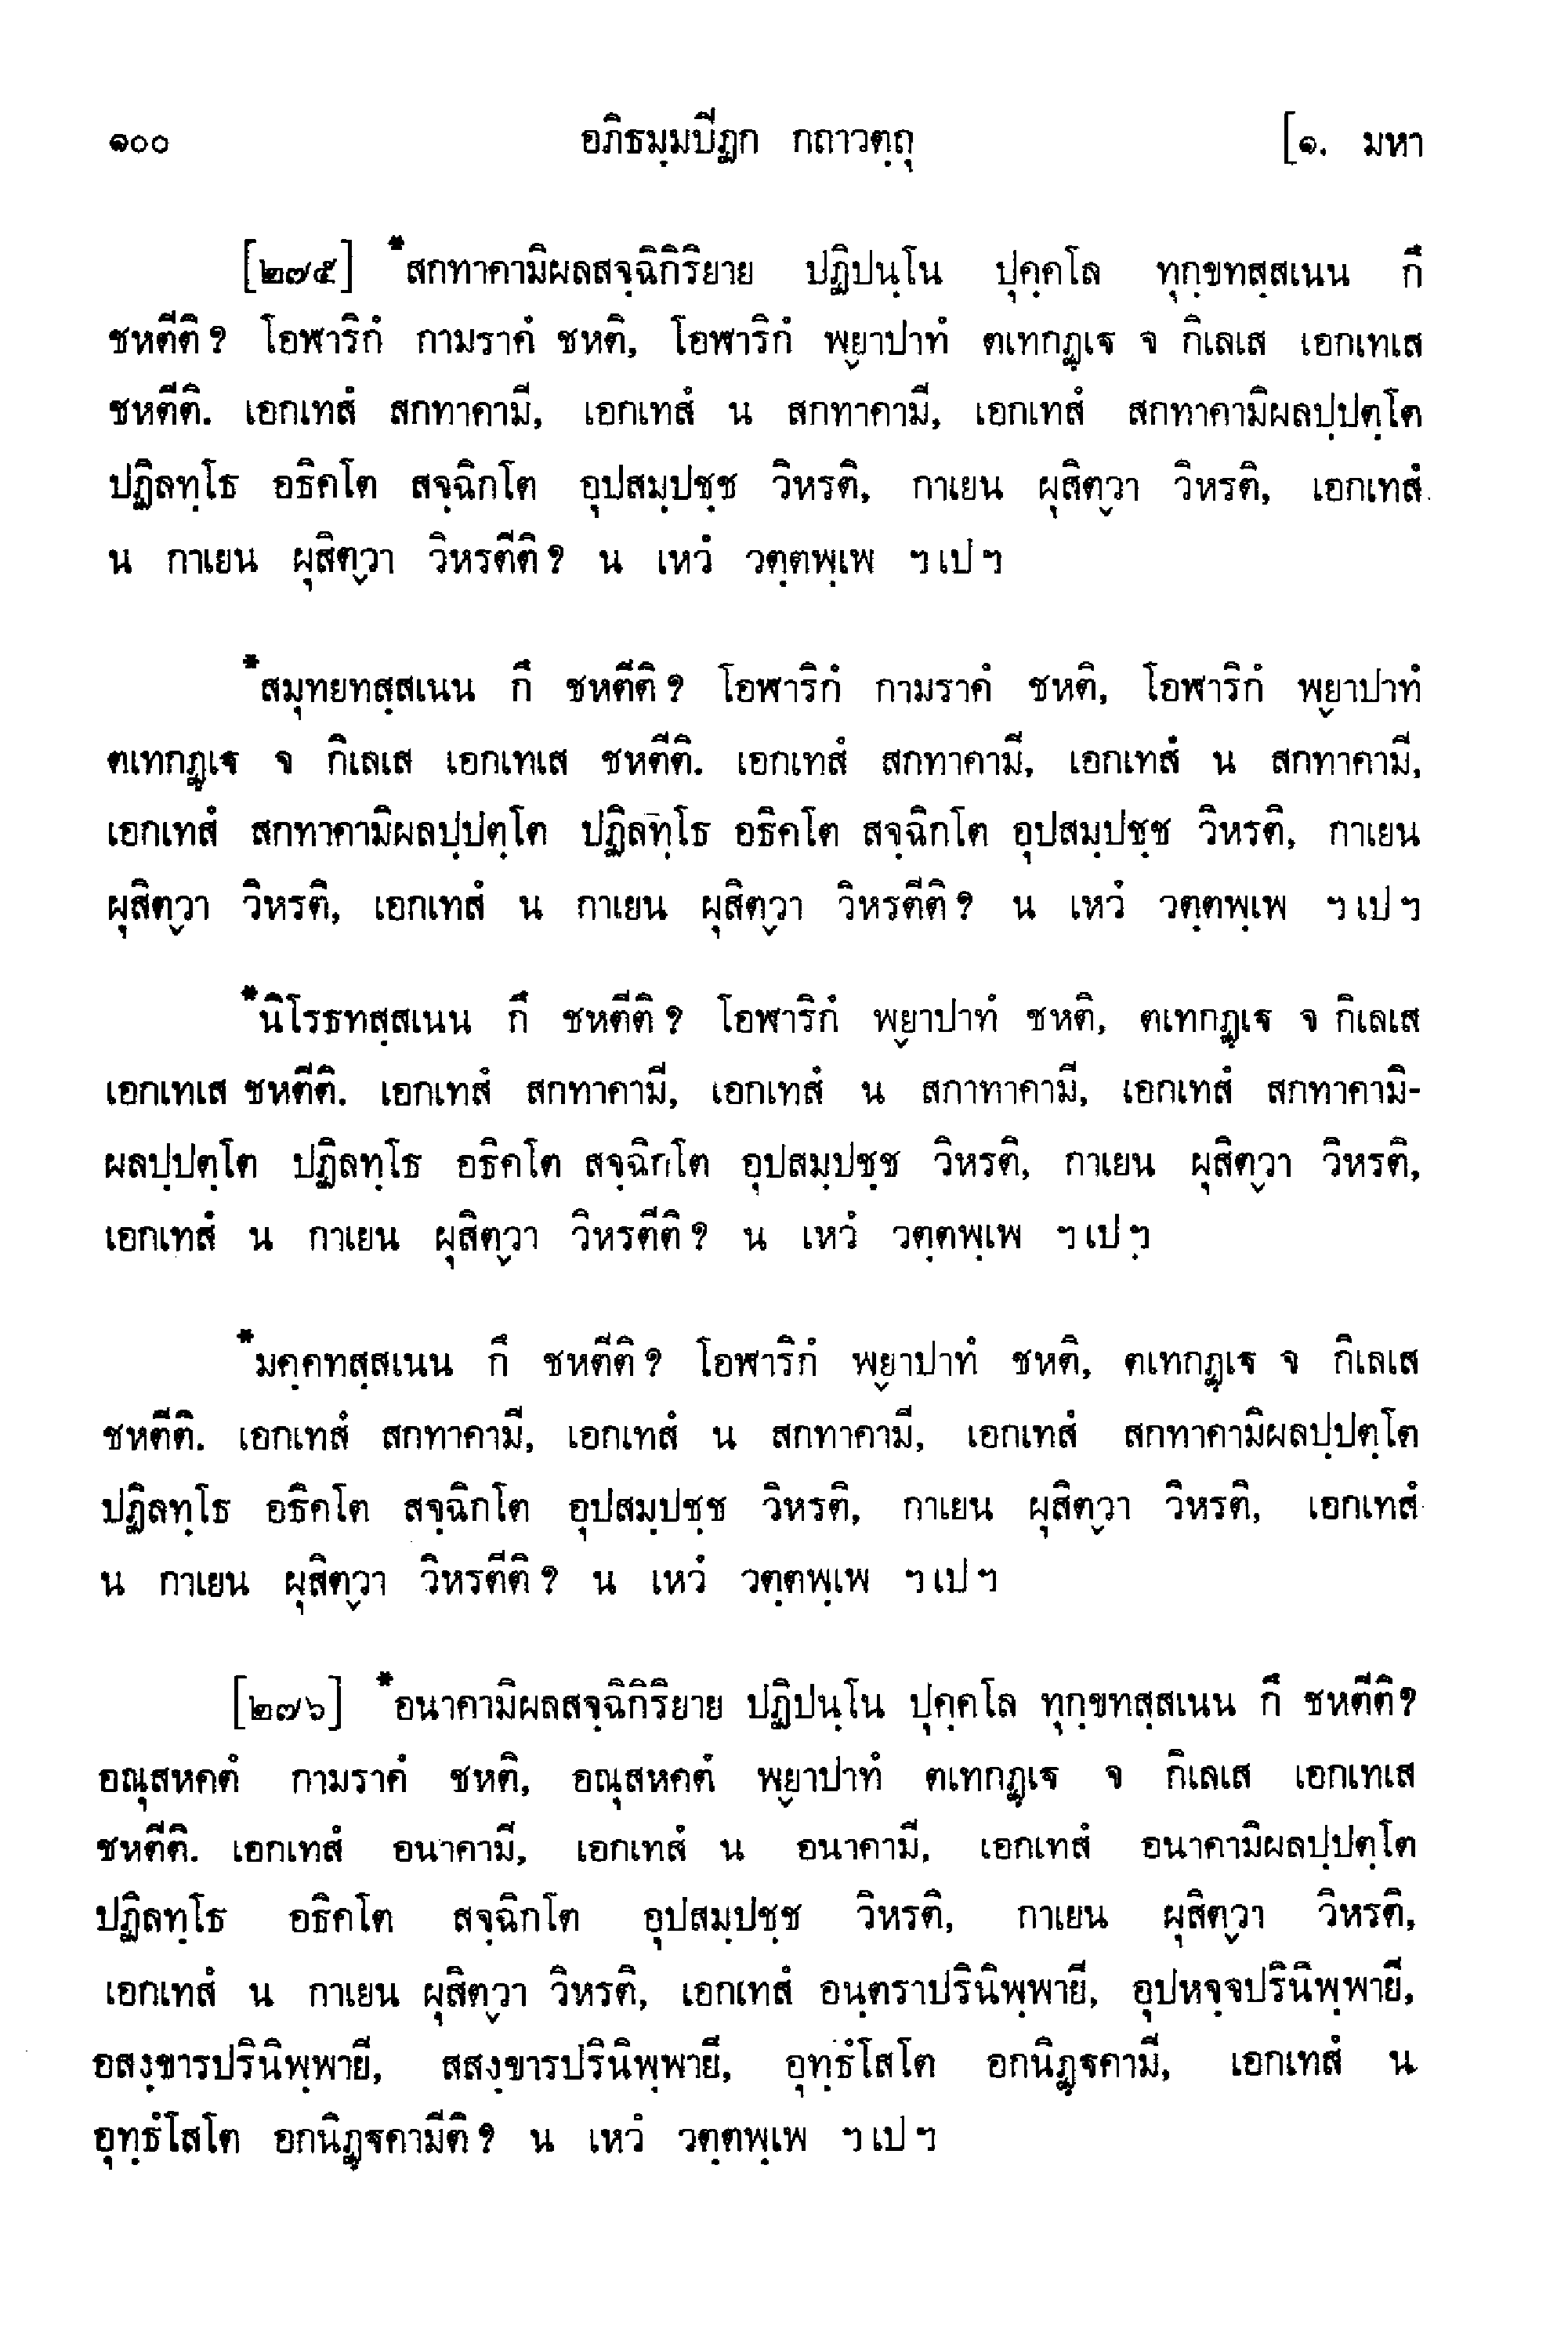 ๑๐๐ อภิธมฺมปีฏก กถาวตฺถุ [๑. มหา
[๒๗๕] *สกทาคามิผลสจฺฉิกิริยาย ปฏิปนฺโน ปุคฺคโล ทุกฺขทสฺสเนน กึ
ชหตีติ? โอฬาริกํ กามราคํ ชหติ, โอฬาริกํ พฺยาปาทํ ตเทกฏฺเฐ จ กิเลเส เอกเทเส
ชหตีติ. เอกเทสํ สกทาคามี, เอกเทสํ น สกทาคามี, เอกเทสํ สกทาคามิผลปฺปตฺโต
ปฏิลทฺโธ อธิคโต สจฺฉิกโต อุปสมฺปชฺช วิหรติ, กาเยน ผุสิตฺวา วิหรติ, เอกเทสํ
น กาเยน ผุสิตฺวา วิหรตีติ? น เหวํ วตฺตพฺเพ ฯเปฯ
*สมุทยทสฺสเนน กึ ชหตีติ? โอฬาริกํ กามราคํ ชหติ, โอฬาริกํ พฺยาปาทํ
ตเทกฏฺเฐ จ กิเลเส เอกเทเส ชหตีติ. เอกเทสํ สกทาคามี, เอกเทสํ น สกทาคามี,
เอกเทสํ สกทาคามิผลปฺปตฺโต ปฏิลทฺโธ อธิคโต สจฺฉิกโต อุปสมฺปชฺช วิหรติ, กาเยน
ผุสิตฺวา วิหรติ, เอกเทสํ น กาเยน ผุสิตฺวา วิหรตีติ? น เหวํ วตฺตพฺเพ ฯเปฯ
*นิโรธทสฺสเนน กึ ชหตีติ? โอฬาริกํ พฺยาปาทํ ชหติ, ตเทกฏฺเฐ จ กิเลเส
เอกเทเส ชหตีติ. เอกเทสํ สกทาคามี, เอกเทสํ น สกาทาคามี, เอกเทสํ สกทาคามิ-
ผลปฺปตฺโต ปฏิลทฺโธ อธิคโต สจฺฉิกโต อุปสมฺปชฺช วิหรติ, กาเยน ผุสิตฺวา วิหรติ,
เอกเทสํ น กาเยน ผุสิตฺวา วิหรตีติ? น เหวํ วตฺตพฺเพ ฯเปฯ
*มคฺคทสฺสเนน กึ ชหตีติ? โอฬาริกํ พฺยาปาทํ ชหติ, ตเทกฏฺเฐ จ กิเลเส
ชหตีติ. เอกเทสํ สกทาคามี, เอกเทสํ น สกทาคามี, เอกเทสํ สกทาคามิผลปฺปตฺโต
ปฏิลทฺโธ อธิคโต สจฺฉิกโต อุปสมฺปชฺช วิหรติ, กาเยน ผุสิตฺวา วิหรติ, เอกเทสํ
น กาเยน ผุสิตฺวา วิหรตีติ? น เหวํ วตฺตพฺเพ ฯเปฯ
[๒๗๖] *อนาคามิผลสจฺฉิกิริยาย ปฏิปนฺโน ปุคฺคโล ทุกฺขทสฺสเนน กึ ชหตีติ?
อณุสหคตํ กามราคํ ชหติ, อณุสหคตํ พฺยาปาทํ ตเทกฏฺเฐ จ กิเลเส เอกเทเส
ชหตีติ. เอกเทสํ อนาคามี, เอกเทสํ น อนาคามี, เอกเทสํ อนาคามิผลปฺปตฺโต
ปฏิลทฺโธ อธิคโต สจฺฉิกโต อุปสมฺปชฺช วิหรติ, กาเยน ผุสิตฺวา วิหรติ,
เอกเทสํ น กาเยน ผุสิตฺวา วิหรติ, เอกเทสํ อนฺตราปรินิพฺพายี, อุปหจฺจปรินิพฺพายี,
อสงฺขารปรินิพฺพายี, สสงฺขารปรินิพฺพายี, อุทฺธํโสโต อกนิฏฺฐคามี, เอกเทสํ น
อุทฺธํโสโต อกนิฏฺฐคามีติ? น เหวํ วตฺตพฺเพ ฯเปฯ